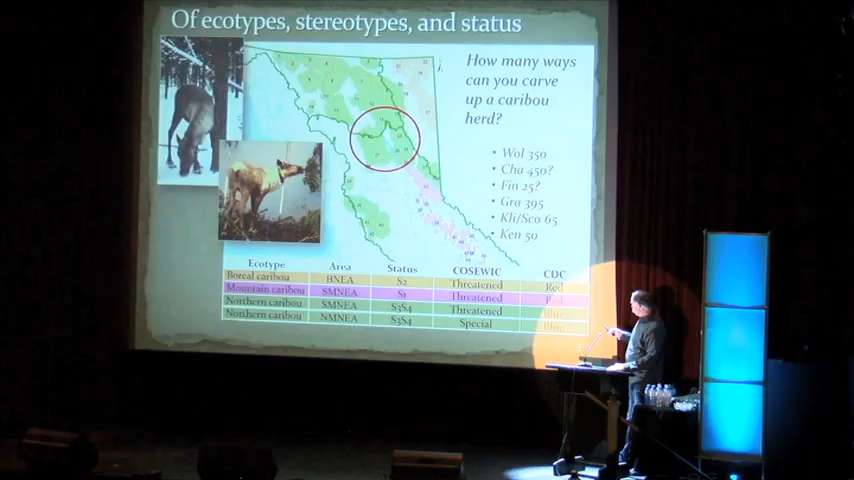 Of ecotypes, stereotypes, and status
How many ways
can you carve
up a caribou
herd?
• Wol 350
• Cha 450?
• Fin 25?
• Gra 395
• Kli/Sco 65
• Ken 50
Ecotype Area Status COSEWIC CDC
Boreal caribou BNEA S2 Threatened Red
Mountain caribou SMNEA S1 Threatened Red
Northern caribou SMNEA S3S4 Threatened Blue
Northern caribou NMNEA S3S4 Special Blue